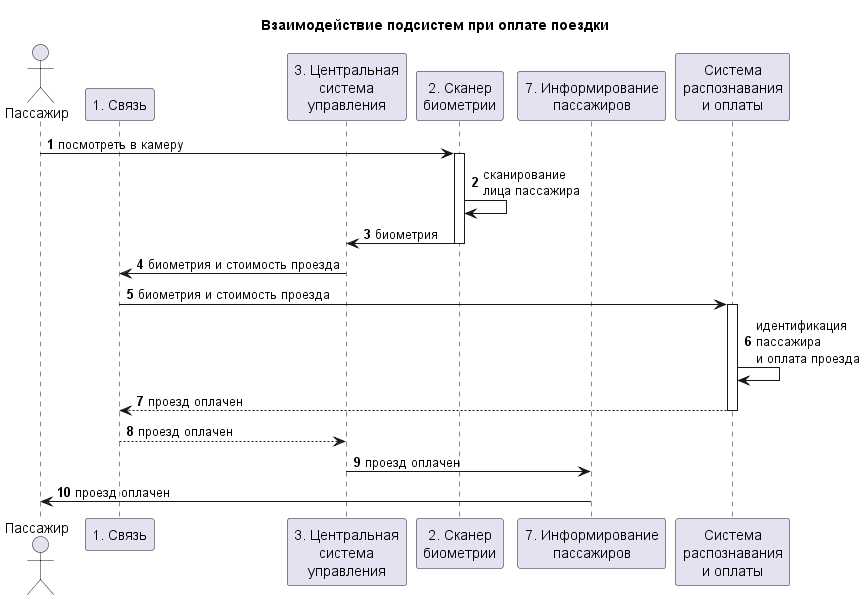 Взаимодействие подсистем при оплате поездки
Пассажир
1. Связь
3. Центральная
система
управления
2. Сканер
биометрии
7. Информирование
пассажиров
Система
распознавания
и оплаты
1 посмотреть в камеру
2 сканирование
лица пассажира
3 биометрия
4 биометрия и стоимость проезда
5 биометрия и стоимость проезда
идентификация
6 пассажира
и оплата проезда
7 проезд оплачен
8 проезд оплачен
9 проезд оплачен
10 проезд оплачен
Пассажир
1. Связь
3. Центральная
система
управления
2. Сканер
биометрии
7. Информирование
пассажиров
Система
распознавания
и оплаты